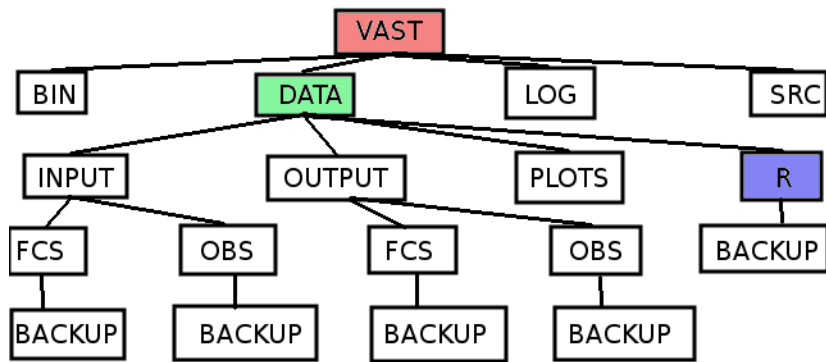 VAST
BIN DATA LOG SRC
INPUT OUTPUT PLOTS R
FCS OBS FCS OBS BACKUP
BACKUP BACKUP BACKUP BACKUP